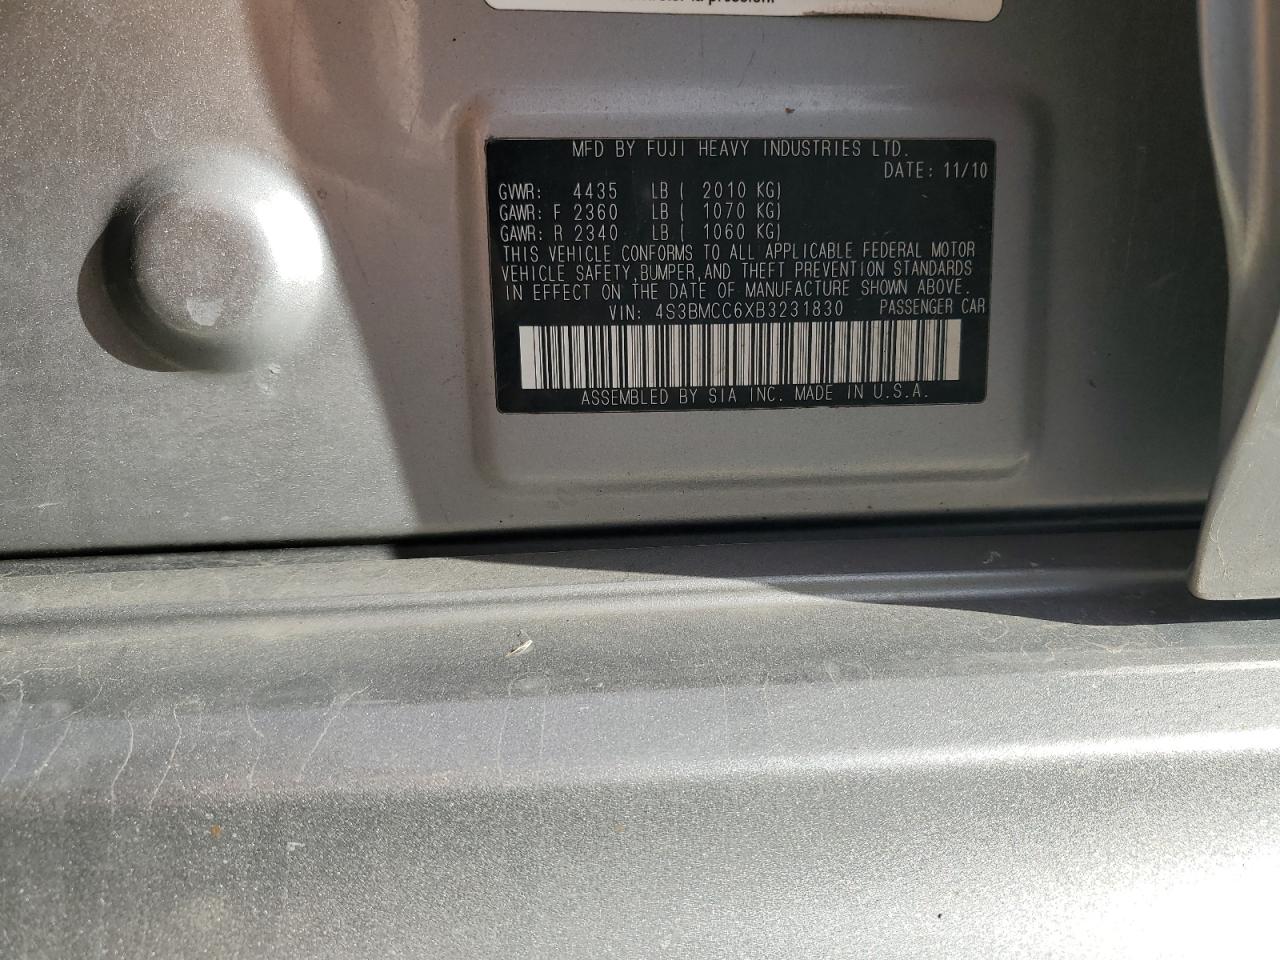 la pression.
MFD BY FUJI HEAVY INDUSTRIES LTD.
DATE: 11/10
GVWR: 4435 LB ( 2010 KG)
GAWR: F 2360 LB ( 1070 KG)
GAWR: R 2340 LB ( 1060 KG)
THIS VEHICLE CONFORMS TO ALL APPLICABLE FEDERAL MOTOR
VEHICLE SAFETY, BUMPER, AND THEFT PREVENTION STANDARDS
IN EFFECT ON THE DATE OF MANUFACTURE SHOWN ABOVE.
VIN: 4S3BMCC6XB3231830 PASSENGER CAR
ASSEMBLED BY SIA INC. MADE IN U.S.A.